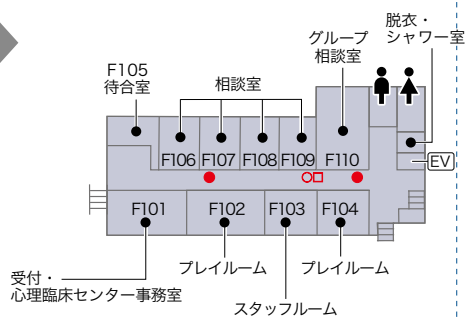 脱衣・
シャワー室
グループ
相談室
F105
待合室
相談室
F106
F107
F108
F109
F110
EV
F101
F102
F103
F104
受付・
心理臨床センター事務室
プレイルーム
スタッフルーム
プレイルーム